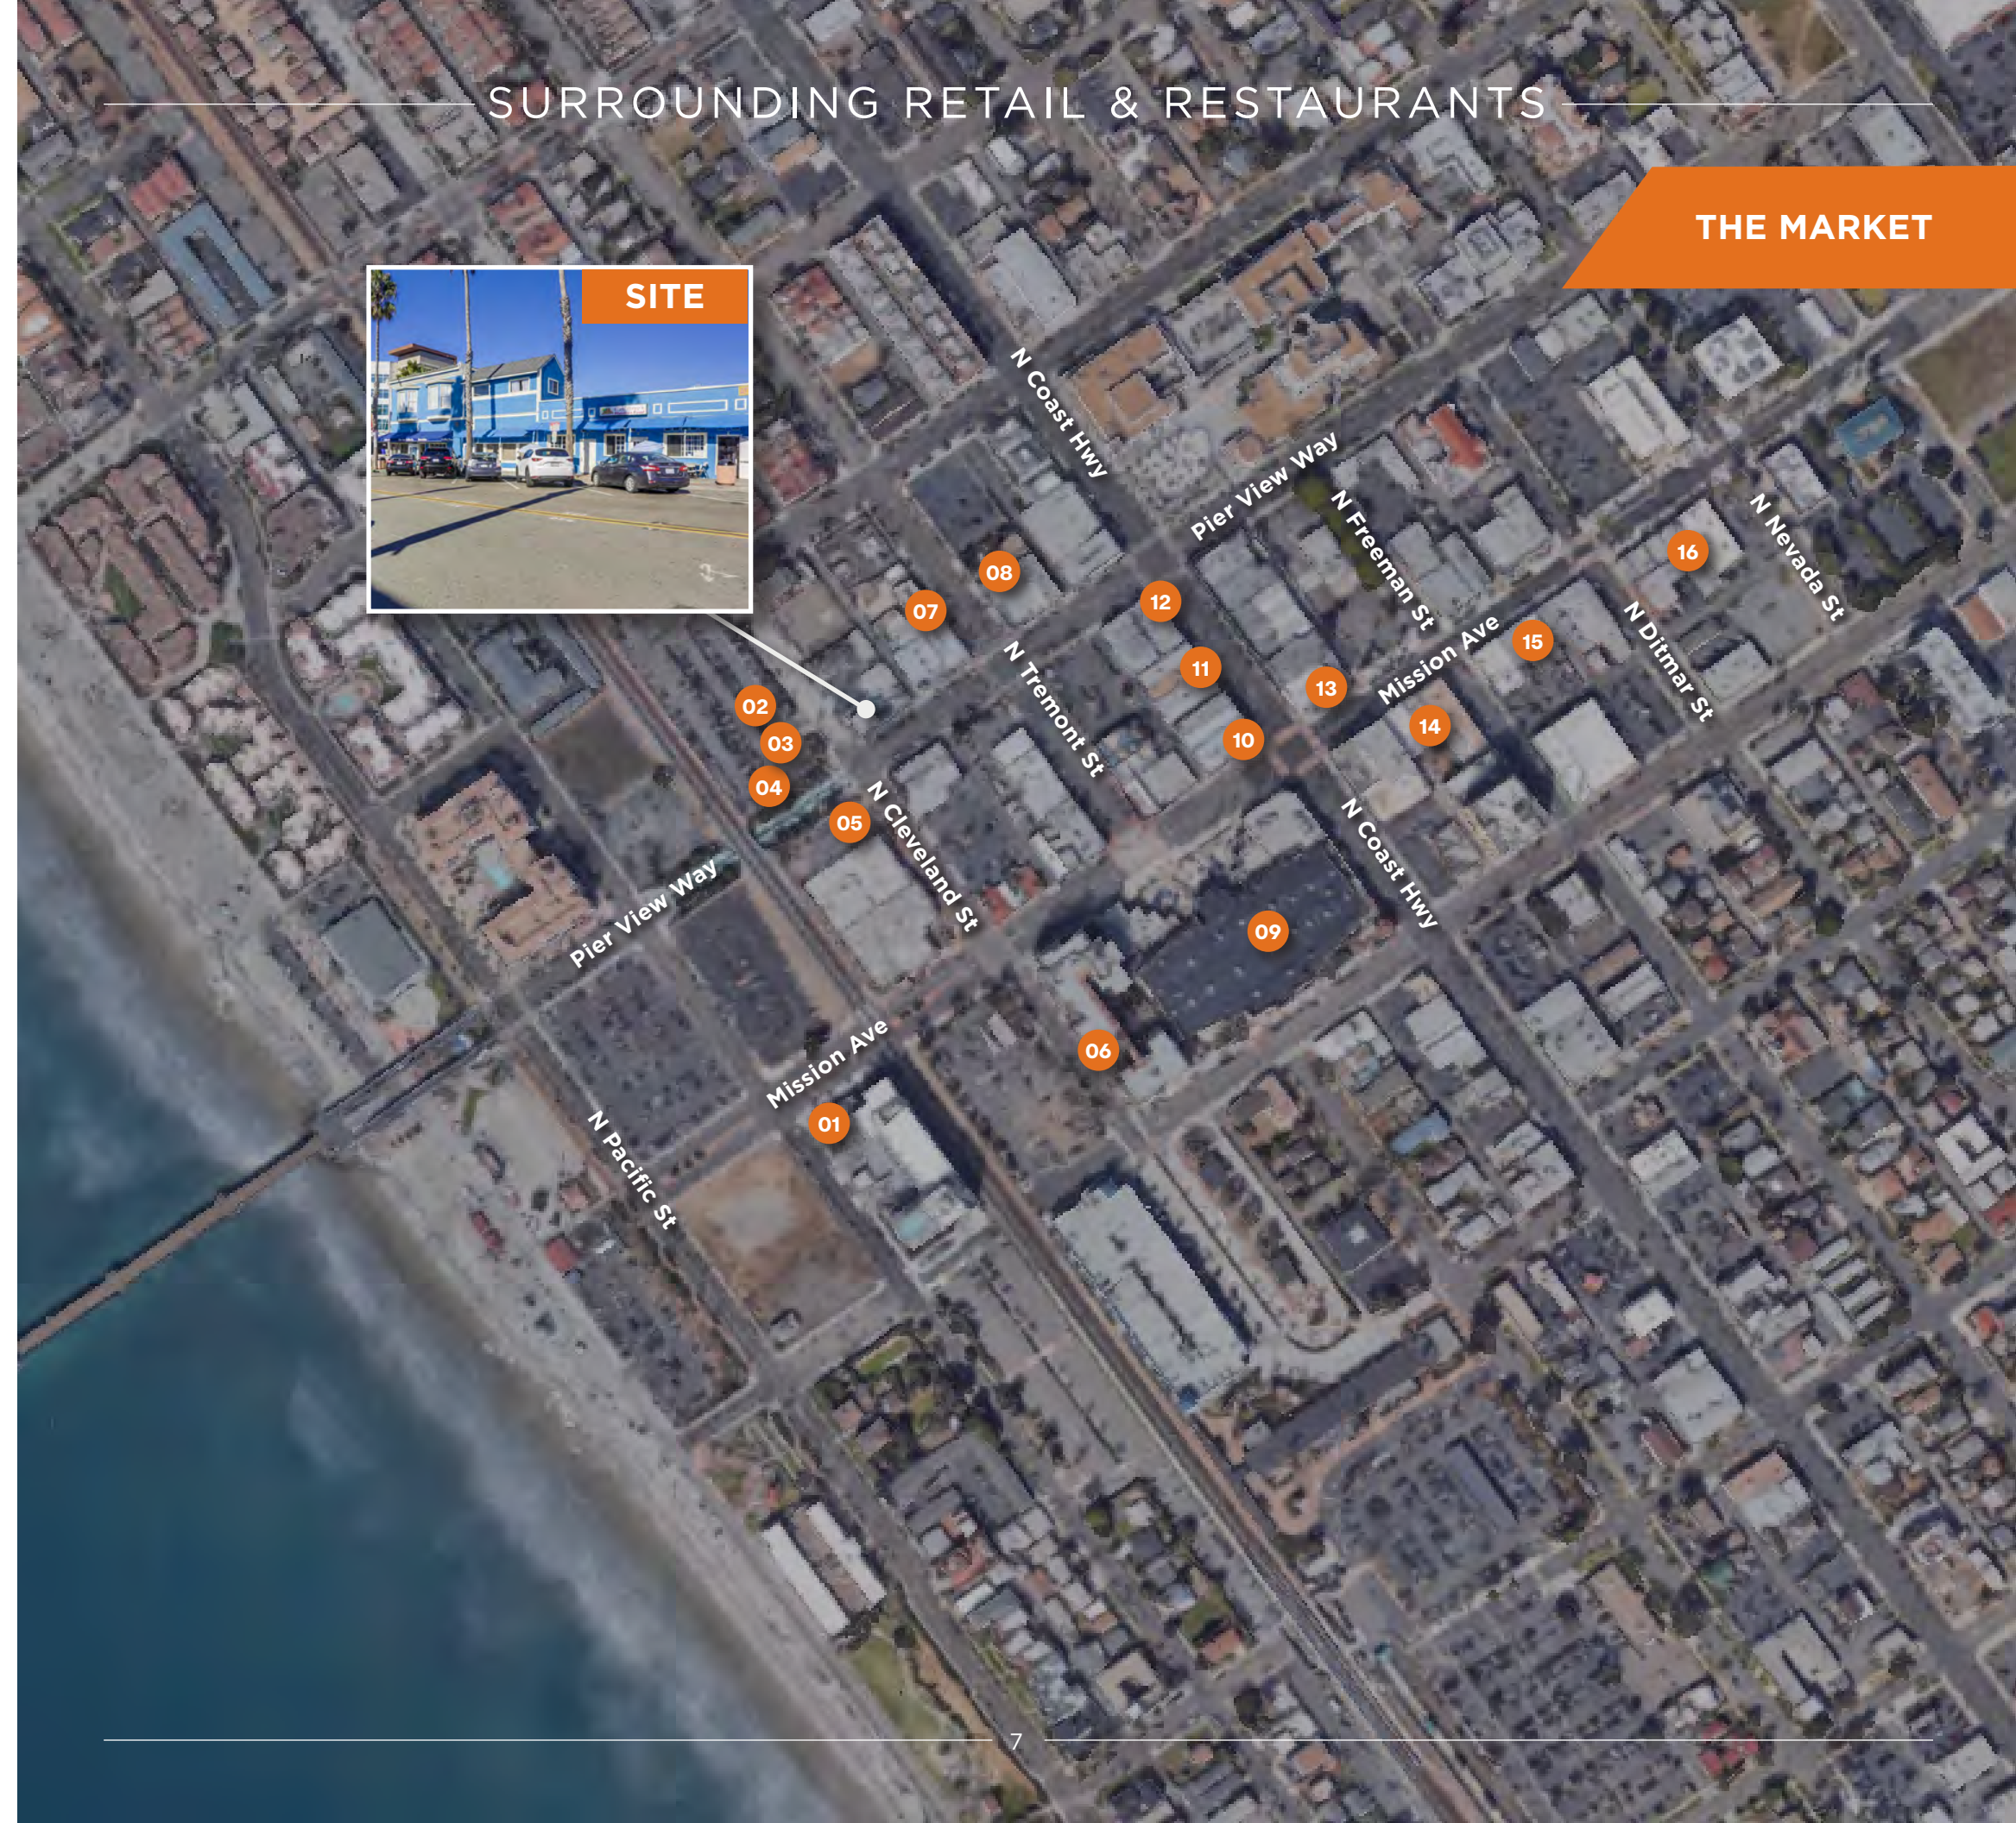 SURROUNDING RETAIL & RESTAURANTS
THE MARKET
SITE
N Coast Hwy
Pier View Way
N Freeman St
N Nevada St
16
08
12
07
15
N Ditmar St
Mission Ave
11
13
N Tremont St
02
14
03
10
04
05
N Cleveland St
N Coast Hwy
Pier View Way
09
06
Mission Ave
01
N Pacific St
7